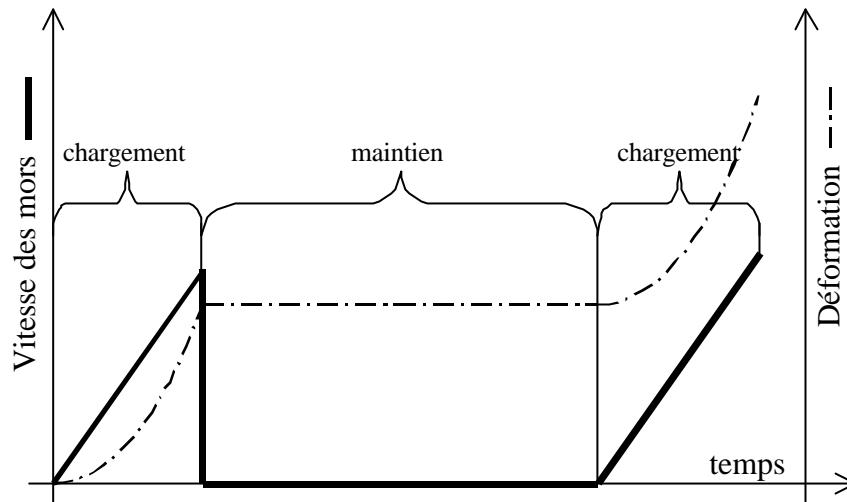 Vitesse des mors
chargement
maintien
chargement
Déformation
temps